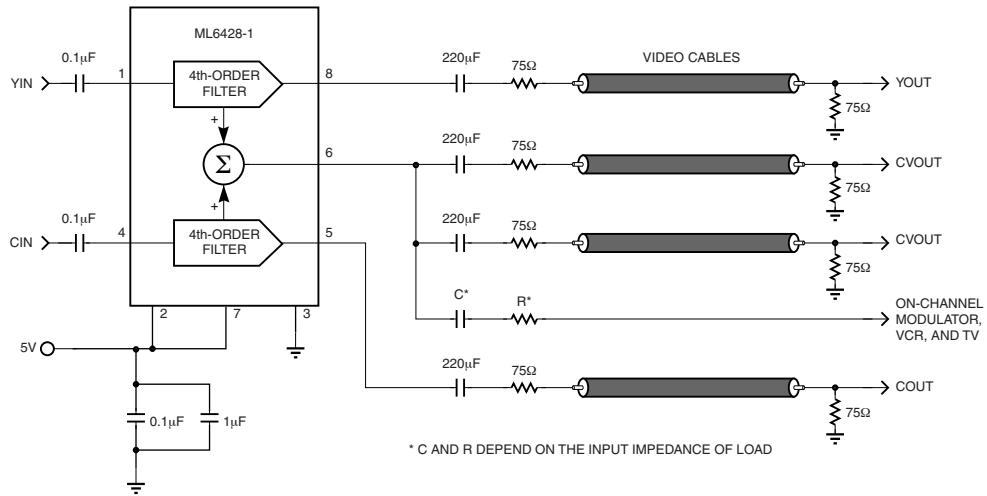 ML6428-1
0.1µF
220µF
75Ω
VIDEO CABLES
YIN
1
4th-ORDER
FILTER
8
YOUT
75Ω
+
220µF
75Ω
6
Σ
CVOUT
75Ω
+
0.1µF
220µF
75Ω
CIN
4
4th-ORDER
FILTER
5
CVOUT
75Ω
C*
R*
2
7
3
ON-CHANNEL
MODULATOR,
VCR, AND TV
5V
220µF
75Ω
COUT
75Ω
0.1µF
1µF
* C AND R DEPEND ON THE INPUT IMPEDANCE OF LOAD